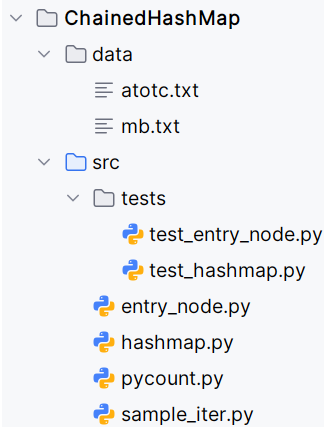 ChainedHashMap
data
atotc.txt
mb.txt
src
tests
test_entry_node.py
test_hashmap.py
entry_node.py
hashmap.py
pycount.py
sample_iter.py